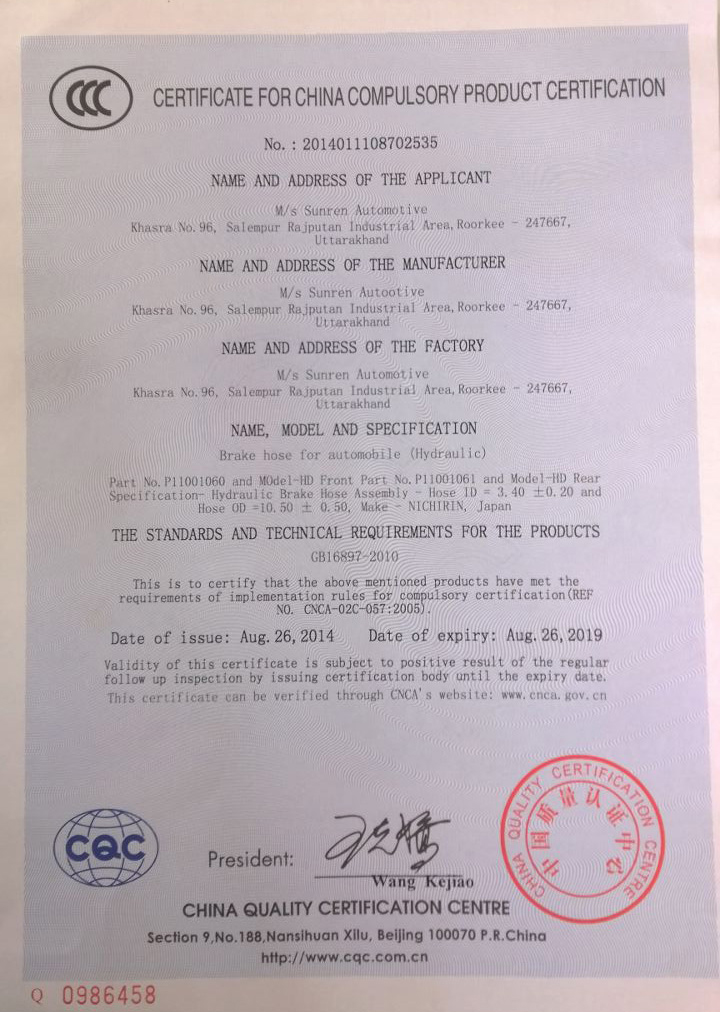 CCC CERTIFICATE FOR CHINA COMPULSORY PRODUCT CERTIFICATION
No. : 2014011108702535
NAME AND ADDRESS OF THE APPLICANT
M/s Sunren Automotive
Khasra No.96, Salempur Rajputan Industrial Area,Roorkee - 247667,
Uttarakhand
NAME AND ADDRESS OF THE MANUFACTURER
M/s Sunren Autootive
Khasra No.96, Salempur Rajputan Industrial Area,Roorkee - 247667,
Uttarakhand
NAME AND ADDRESS OF THE FACTORY
M/s Sunren Automotive
Khasra No.96, Salempur Rajputan Industrial Area,Roorkee - 247667,
Uttarakhand
NAME, MODEL AND SPECIFICATION
Brake hose for automobile (Hydraulic)
Part No.P11001060 and MOdel-HD Front Part No.P11001061 and Model-HD Rear
Specification- Hydraulic Brake Hose Assembly - Hose ID = 3.40 ±0.20 and
Hose OD =10.50 ± 0.50, Make - NICHIRIN, Japan
THE STANDARDS AND TECHNICAL REQUIREMENTS FOR THE PRODUCTS
GB16897-2010
This is to certify that the above mentioned products have met the
requirements of implementation rules for compulsory certification(REF
NO. CNCA-02C-057:2005).
Date of issue: Aug.26,2014 Date of expiry: Aug.26,2019
Validity of this certificate is subject to positive result of the regular
follow up inspection by issuing certification body until the expiry date.
This certificate can be verified through CNCA's website: www.cnca.gov.cn
CQC
President: 王克娇
Wang Kejiao
CHINA QUALITY CERTIFICATION CENTRE
中国质量认证中心
CHINA QUALITY CERTIFICATION CENTRE
Section 9,No.188,Nansihuan Xilu, Beijing 100070 P.R.China
http://www.cqc.com.cn
Q 0986458